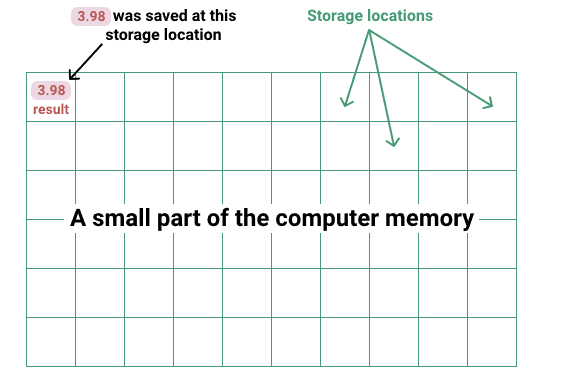 3.98 was saved at this
storage location
Storage locations
3.98
result
A small part of the computer memory